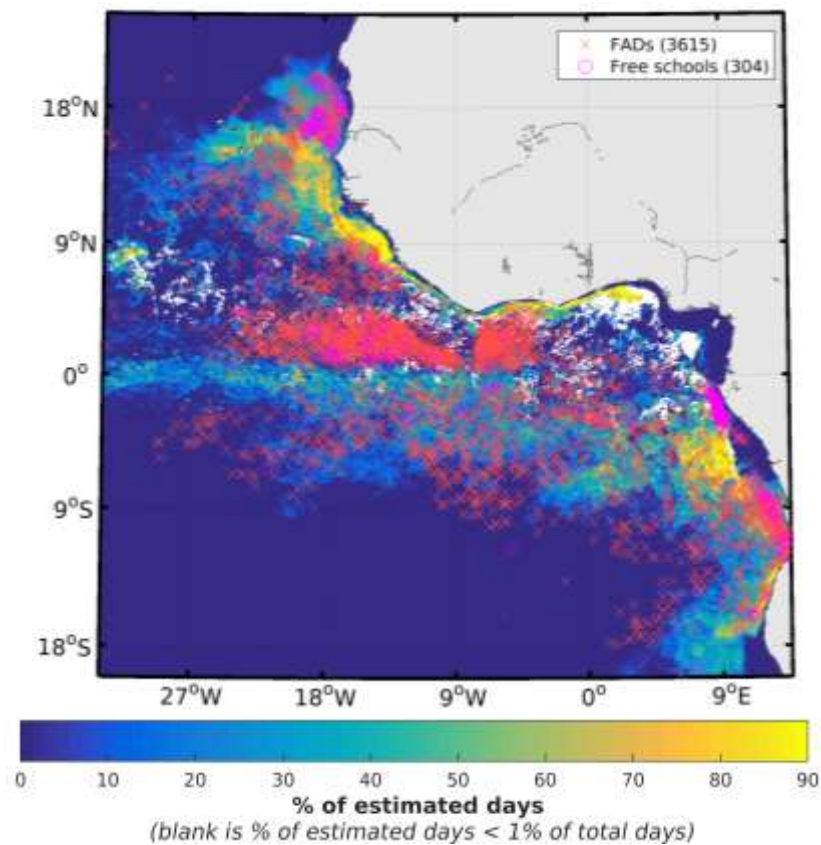 FADs (3615)
Free schools (304)
18°N
9°N
0°
9°S
18°S
27°W 18°W 9°W 0° 9°E
0 10 20 30 40 50 60 70 80 90
% of estimated days
(blank is % of estimated days < 1% of total days)